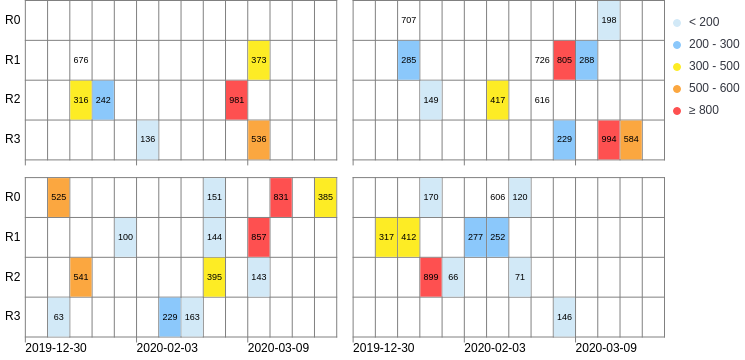 R0 707 198 < 200
R1 676 373 285 726 805 288 200 - 300
R2 316 242 981 149 417 616 300 - 500
R3 136 536 229 994 584 500 - 600
≥ 800
R0 525 151 831 385 170 606 120
R1 100 144 857 317 412 277 252
R2 541 395 143 899 66 71
R3 63 229 163 146
2019-12-30 2020-02-03 2020-03-09 2019-12-30 2020-02-03 2020-03-09